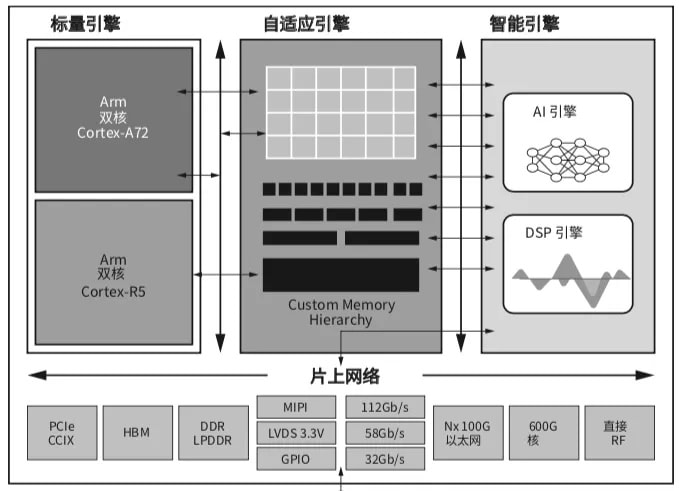 标量引擎
自适应引擎
智能引擎
Arm
双核
Cortex-A72
Arm
双核
Cortex-R5
Custom Memory
Hierarchy
AI 引擎
DSP 引擎
片上网络
PCIe
CCIX
HBM
DDR
LPDDR
MIPI
LVDS 3.3V
GPIO
112Gb/s
58Gb/s
32Gb/s
Nx 100G
以太网
600G
核
直接
RF